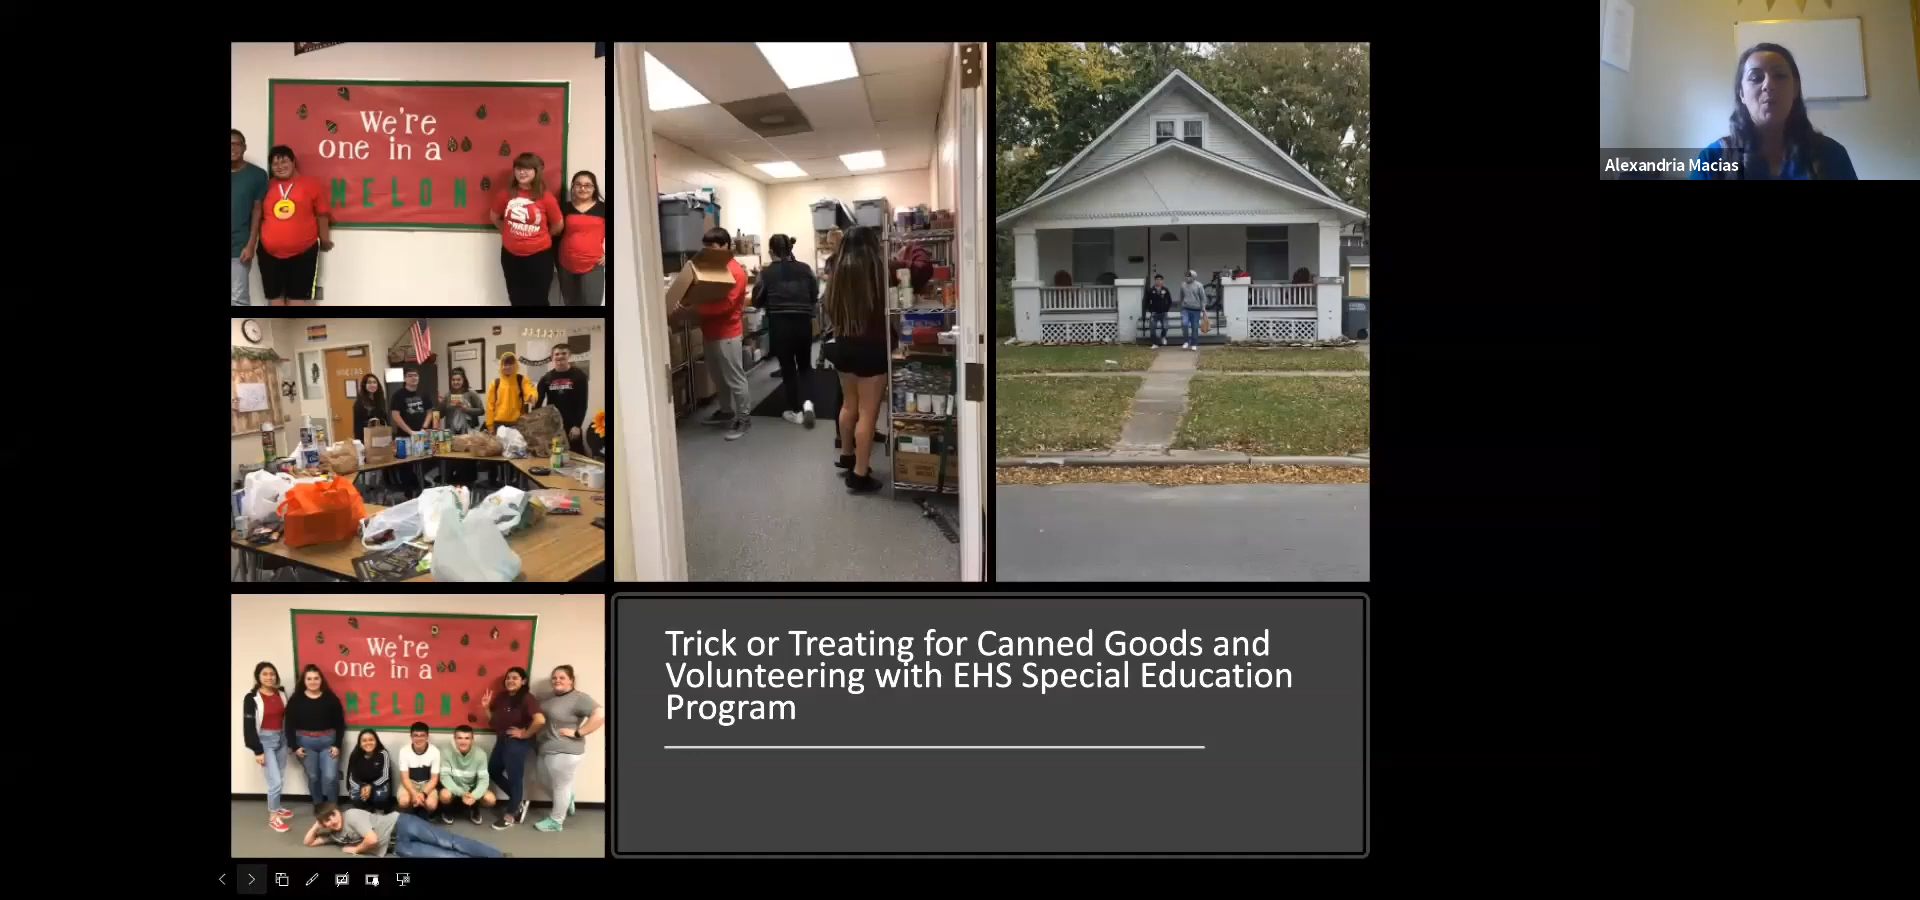 We're
one in a
MELON
We're
one in a
MELON
Trick or Treating for Canned Goods and
Volunteering with EHS Special Education
Program
Alexandria Macias